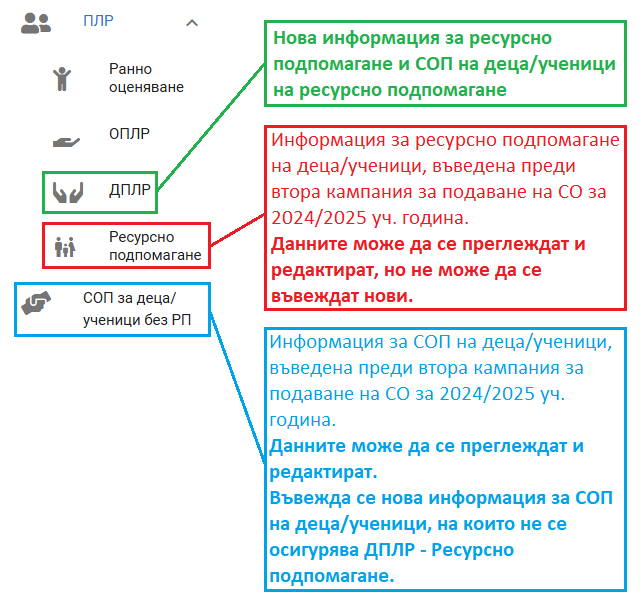 ПЛР
Ранно
оценяване
ОПЛР
ДПЛР
Ресурсно
подпомагане
СОП за деца/
ученици без РП
Нова информация за ресурсно
подпомагане и СОП на деца/ученици
на ресурсно подпомагане
Информация за ресурсно подпомагане
на деца/ученици, въведена преди
втора кампания за подаване на СО за
2024/2025 уч. година.
Данните може да се преглеждат и
редактират, но не може да се
въвеждат нови.
Информация за СОП на деца/ученици,
въведена преди втора кампания за
подаване на СО за 2024/2025 уч.
година.
Данните може да се преглеждат и
редактират.
Въвежда се нова информация за СОП
на деца/ученици, на които не се
осигурява ДПЛР - Ресурсно
подпомагане.